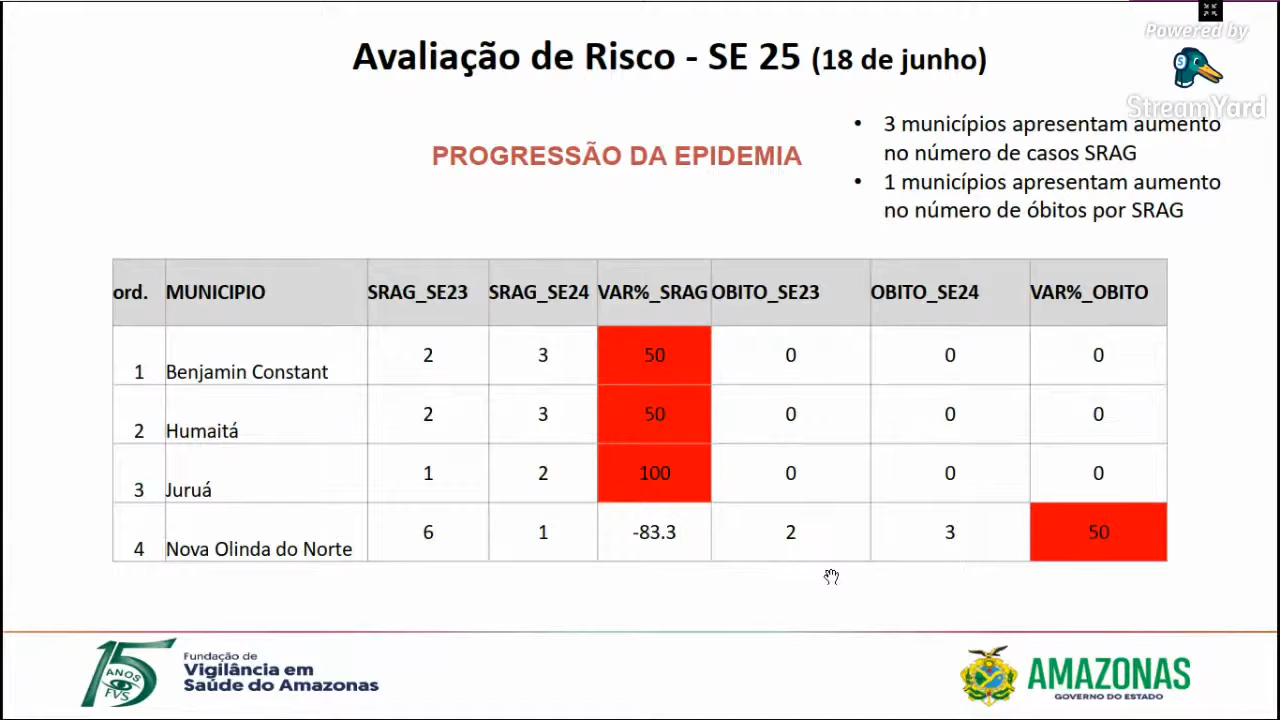 Avaliação de Risco - SE 25 (18 de junho)
Powered by
StreamYard
PROGRESSÃO DA EPIDEMIA
• 3 municípios apresentam aumento
no número de casos SRAG
• 1 municípios apresentam aumento
no número de óbitos por SRAG
ord. MUNICIPIO SRAG_SE23 SRAG_SE24 VAR%_SRAG OBITO_SE23 OBITO_SE24 VAR%_OBITO
1 Benjamin Constant 2 3 50 0 0 0
2 Humaitá 2 3 50 0 0 0
3 Juruá 1 2 100 0 0 0
4 Nova Olinda do Norte 6 1 -83.3 2 3 50
15
ANOS
FVS
Fundação de
Vigilância em
Saúde do Amazonas
AMAZONAS
GOVERNO DO ESTADO